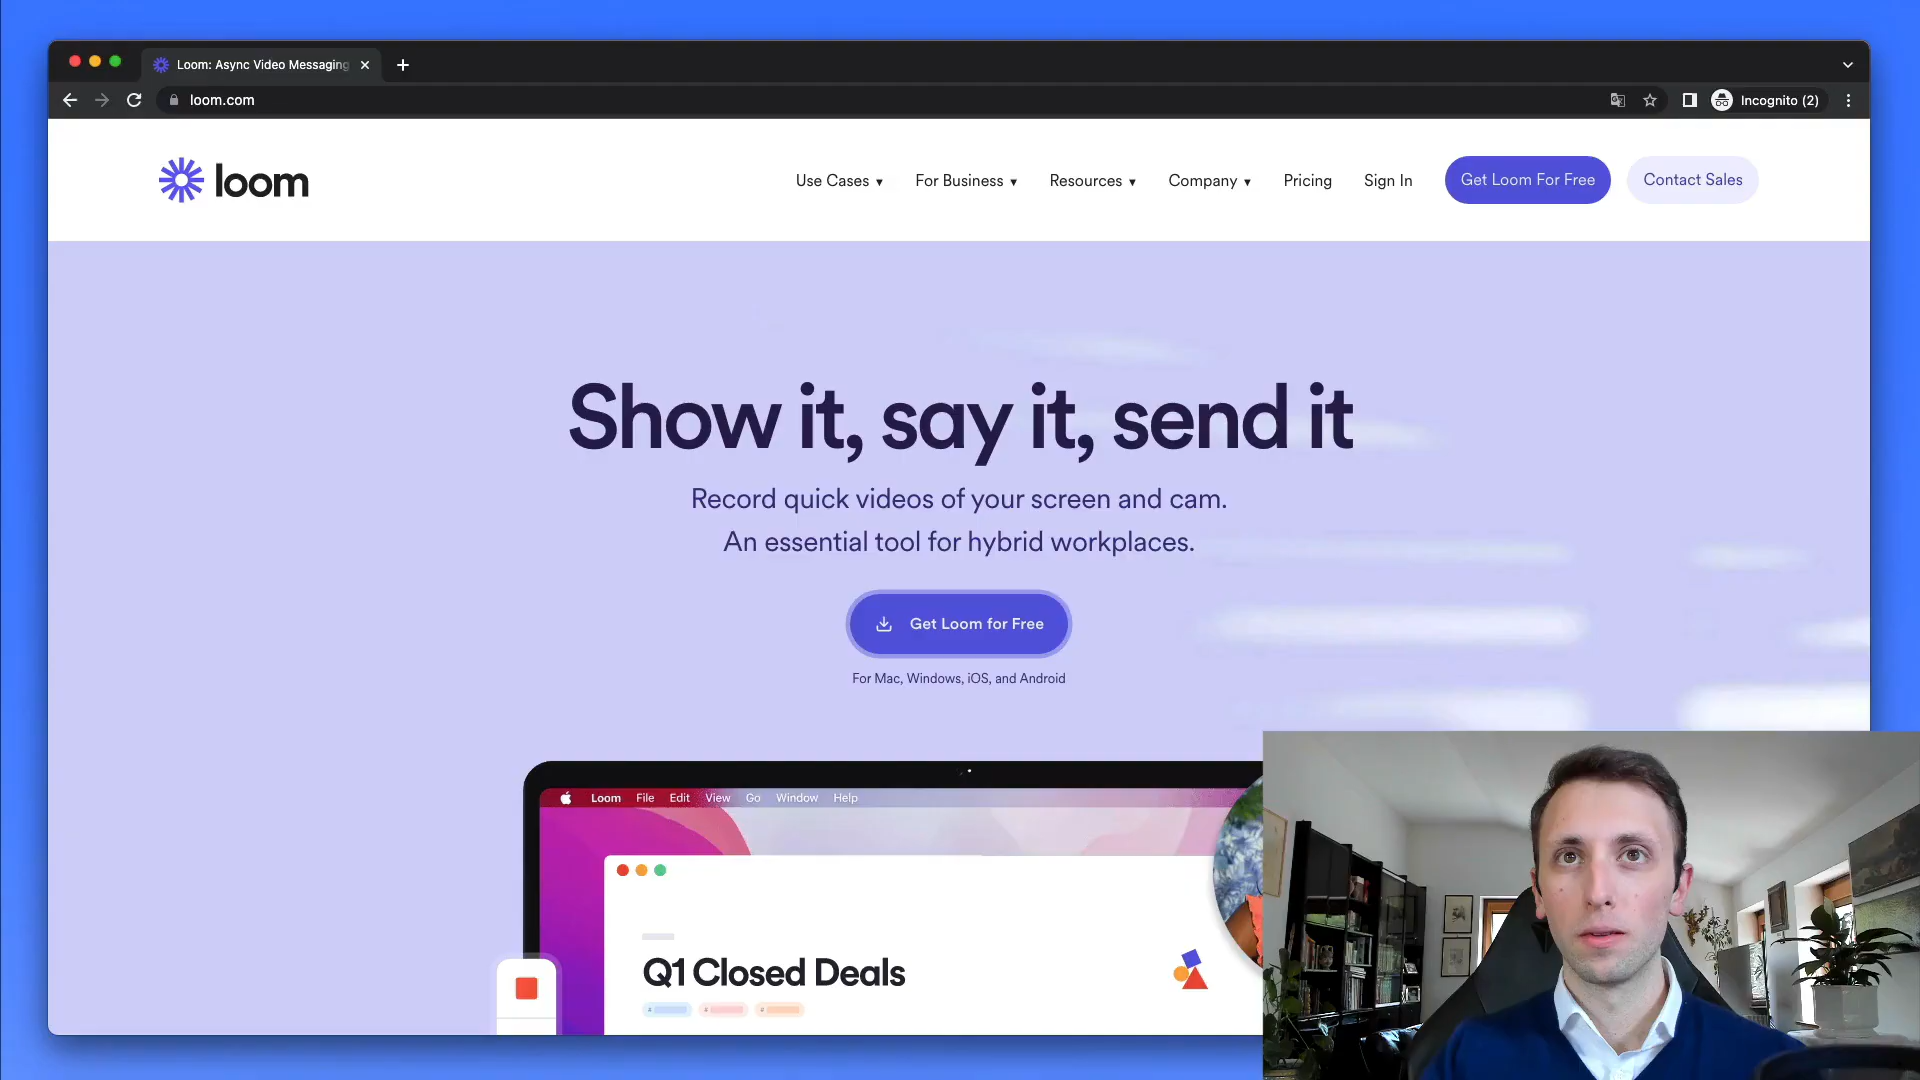 Loom: Async Video Messaging
loom.com
Incognito (2)
loom
Use Cases ▾
For Business ▾
Resources ▾
Company ▾
Pricing
Sign In
Get Loom For Free
Contact Sales
Show it, say it, send it
Record quick videos of your screen and cam.
An essential tool for hybrid workplaces.
Get Loom for Free
For Mac, Windows, iOS, and Android
Loom File Edit View Go Window Help
Q1 Closed Deals